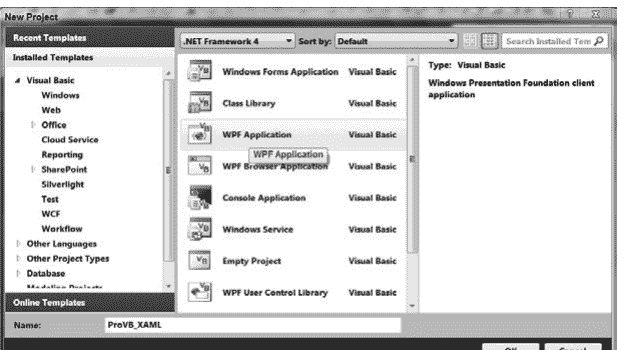 New Project
Recent Templates
Installed Templates
Visual Basic
Windows
Web
Office
Cloud Service
Reporting
SharePoint
Silverlight
Test
WCF
Workflow
Other Languages
Other Project Types
Database
Modeling Projects
Online Templates
.NET Framework 4 Sort by: Default
Search Installed Tem
Windows Forms Application Visual Basic
Class Library Visual Basic
WPF Application Visual Basic
WPF Application
WPF Browser Application Visual Basic
Console Application Visual Basic
Windows Service Visual Basic
Empty Project Visual Basic
WPF User Control Library Visual Basic
Type: Visual Basic
Windows Presentation Foundation client
application
Name: ProVB_XAML
OK Cancel